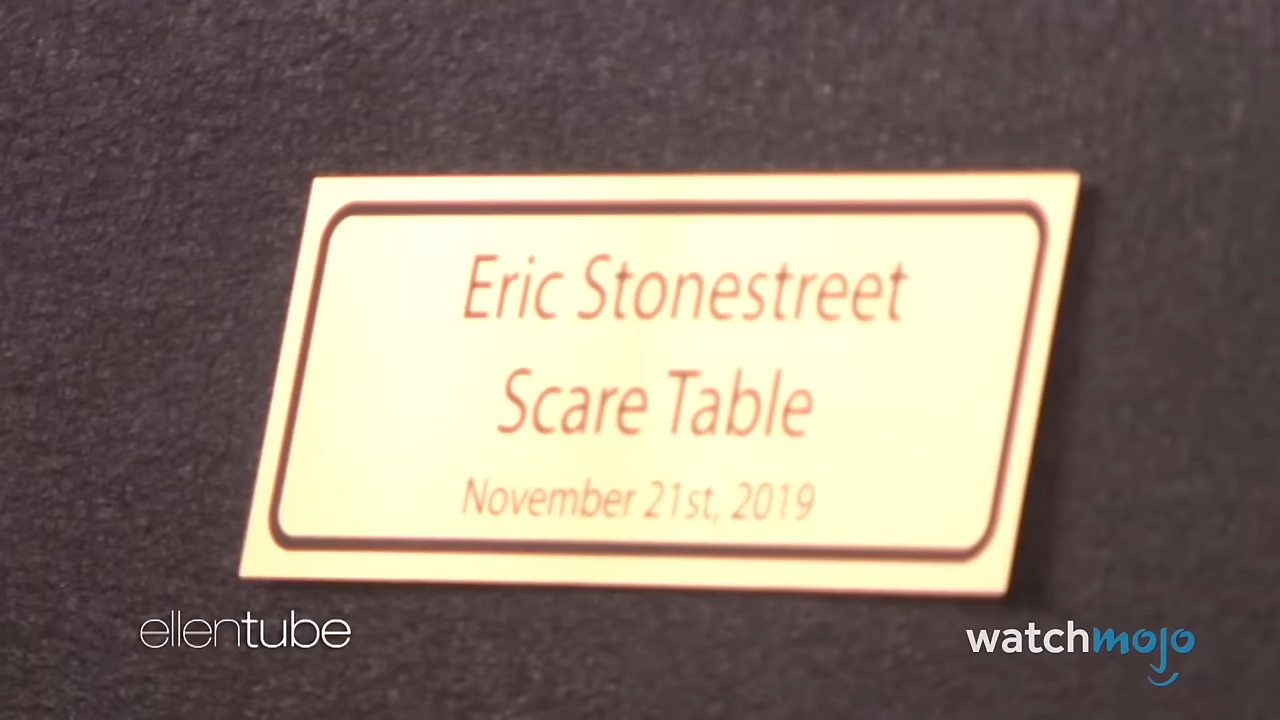 Eric Stonestreet
Scare Table
November 21st, 2019
ellentube
watchmojo